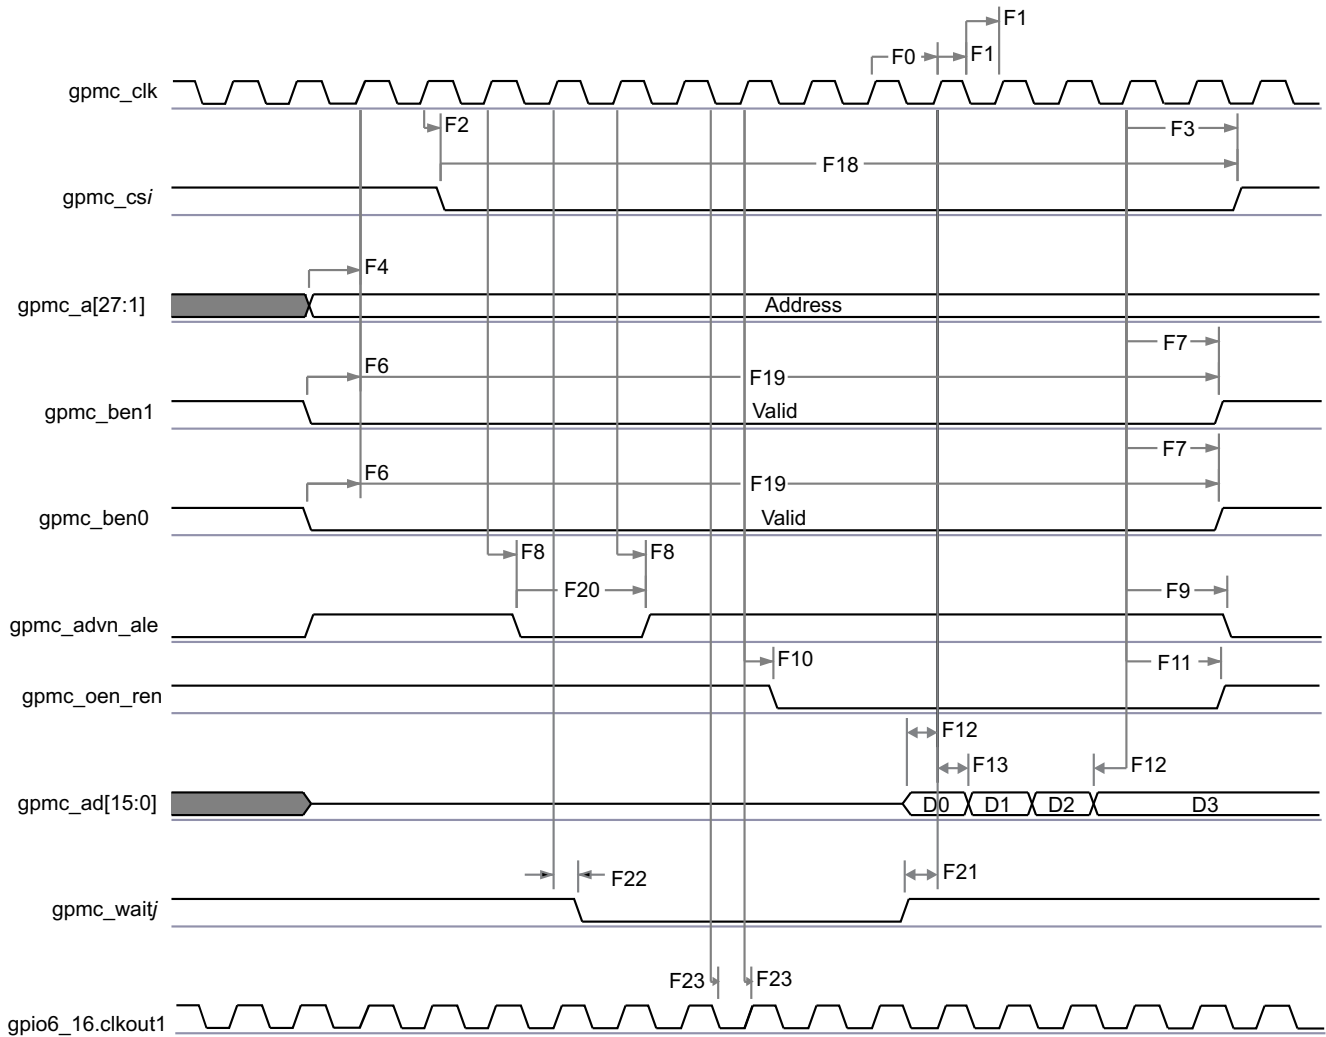 F1
F0 F1
gpmc_clk
F2 F3
F18
gpmc_csi
F4
gpmc_a[27:1] Address
F7
F6 F19
gpmc_ben1 Valid
F7
F6 F19
gpmc_ben0 Valid
F8 F8
F20 F9
gpmc_advn_ale
F10 F11
gpmc_oen_ren
F12
F13 F12
gpmc_ad[15:0] D0 D1 D2 D3
F22 F21
gpmc_waitj
F23 F23
gpio6_16.clkout1